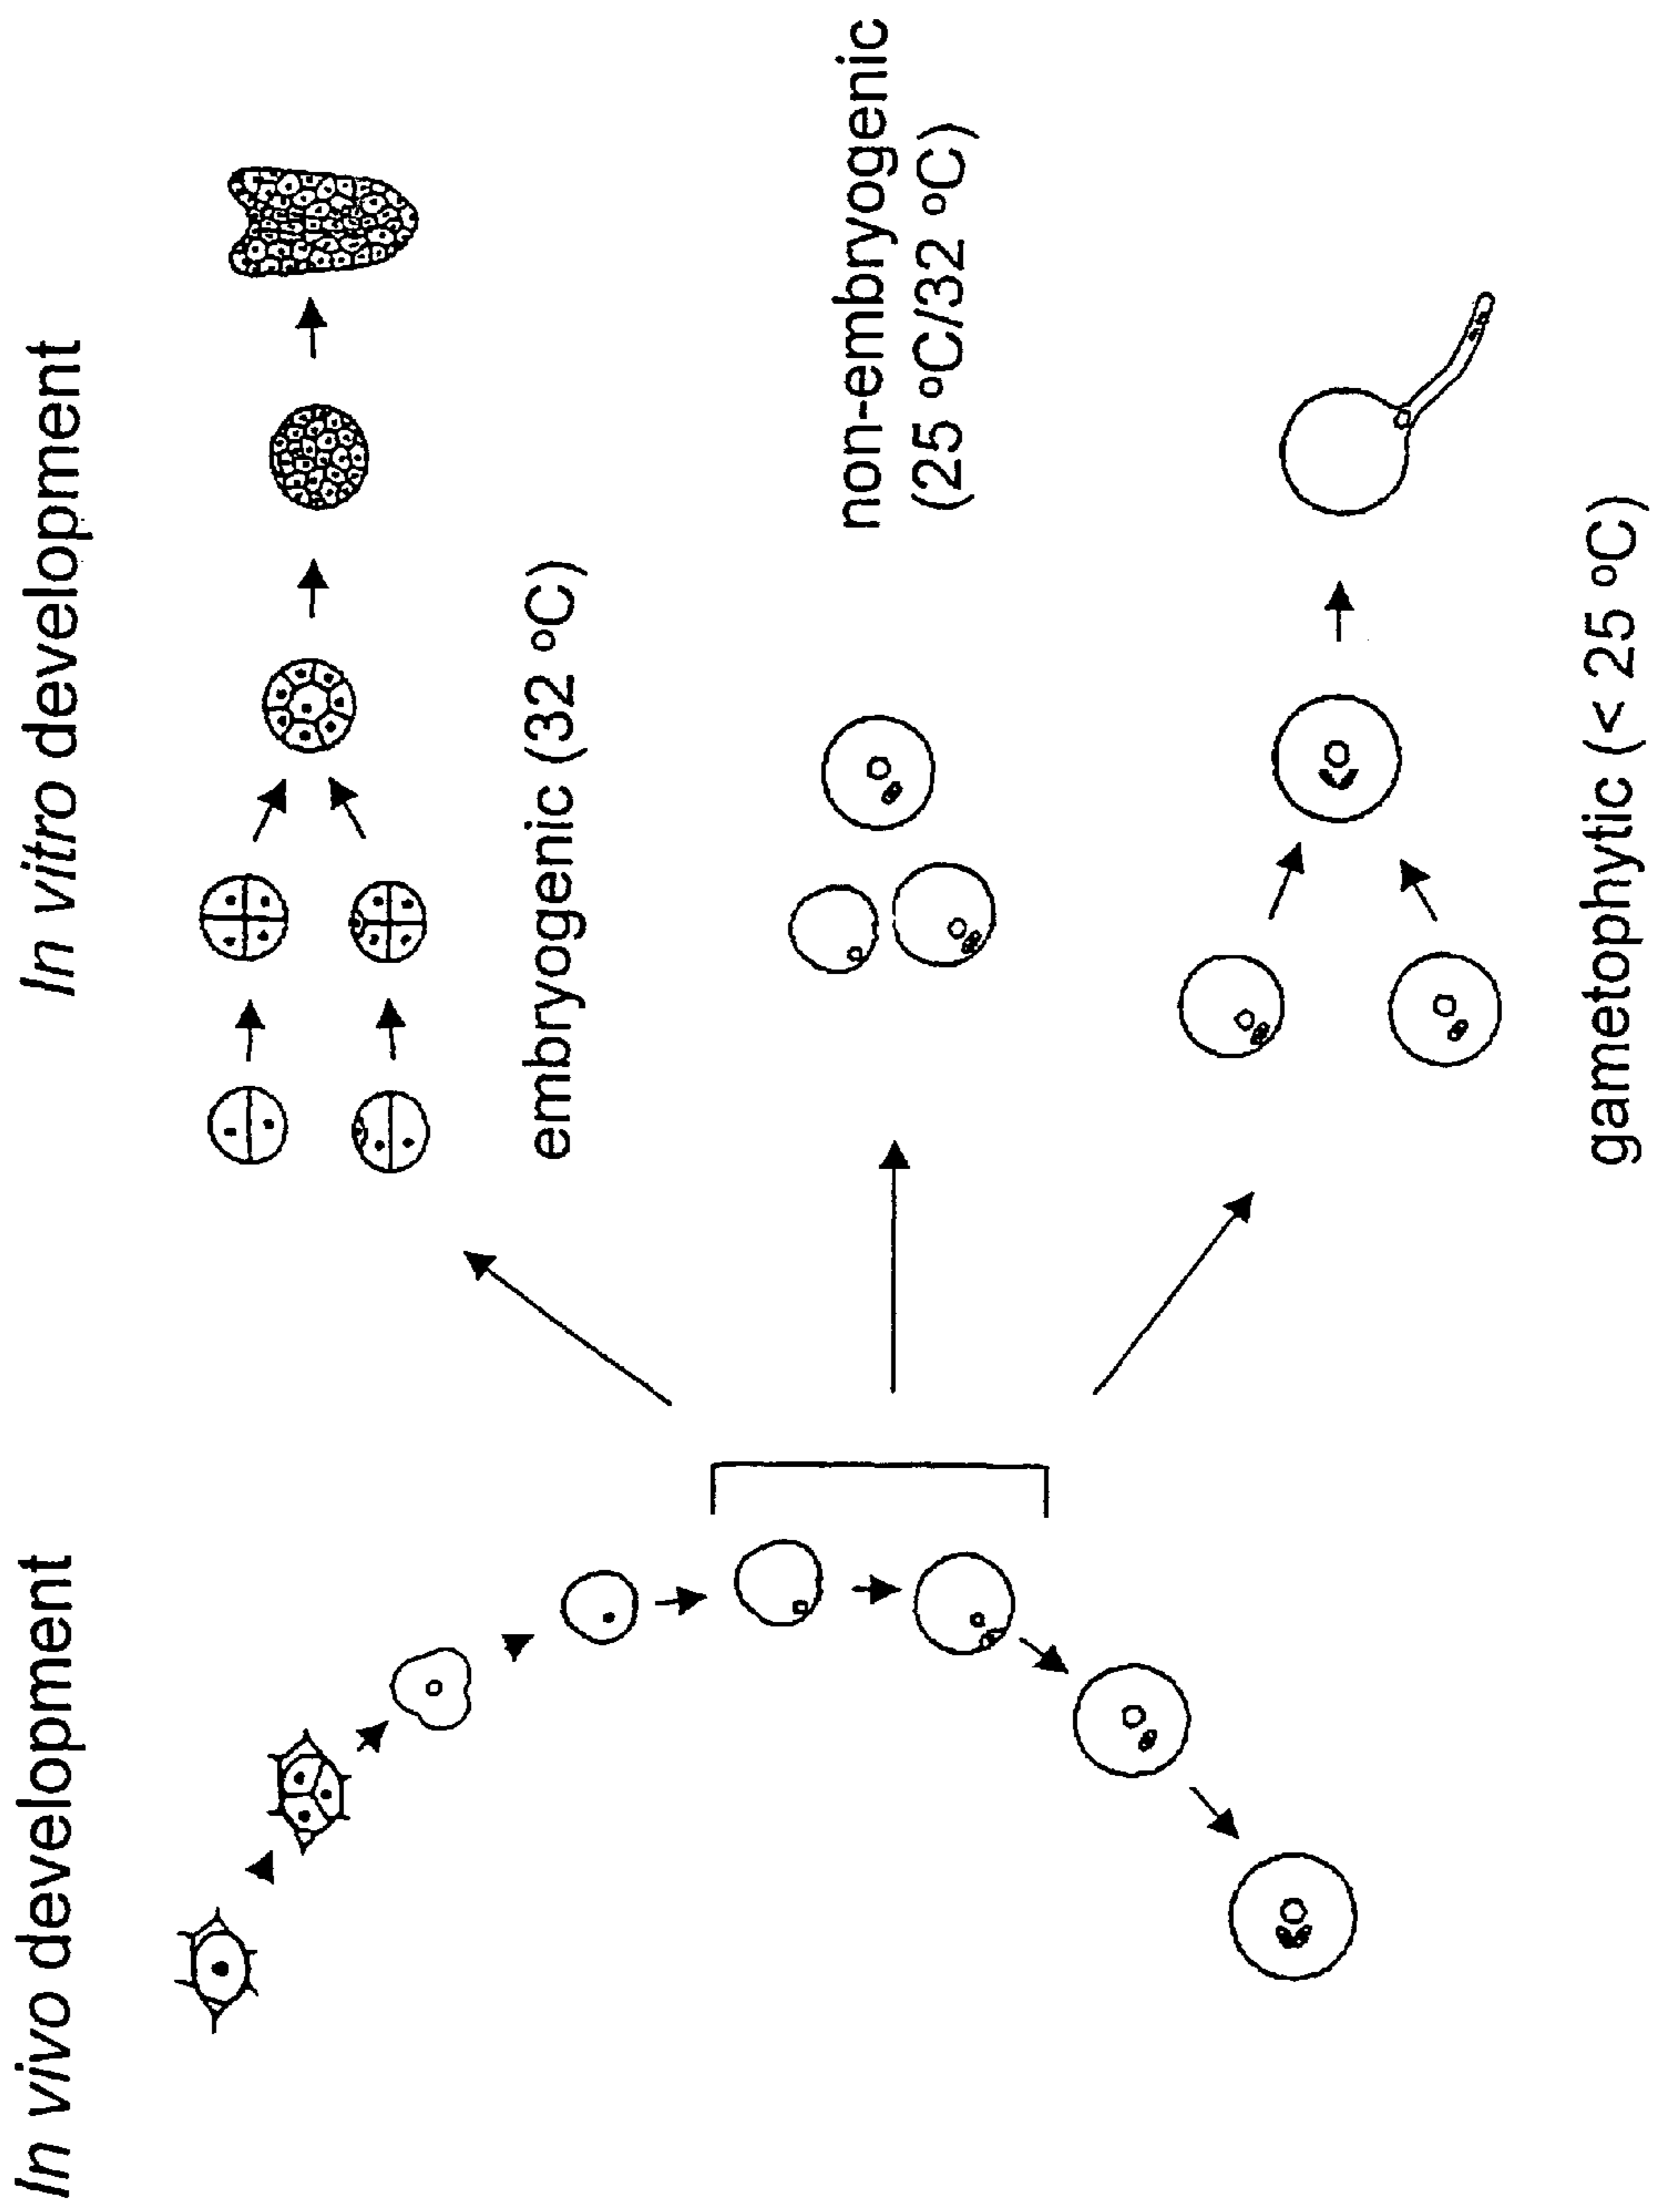 In vivo development
In vitro development
embryogenic (32 °C)
non-embryogenic
(25 °C/32 °C)
gametophytic (< 25 °C)